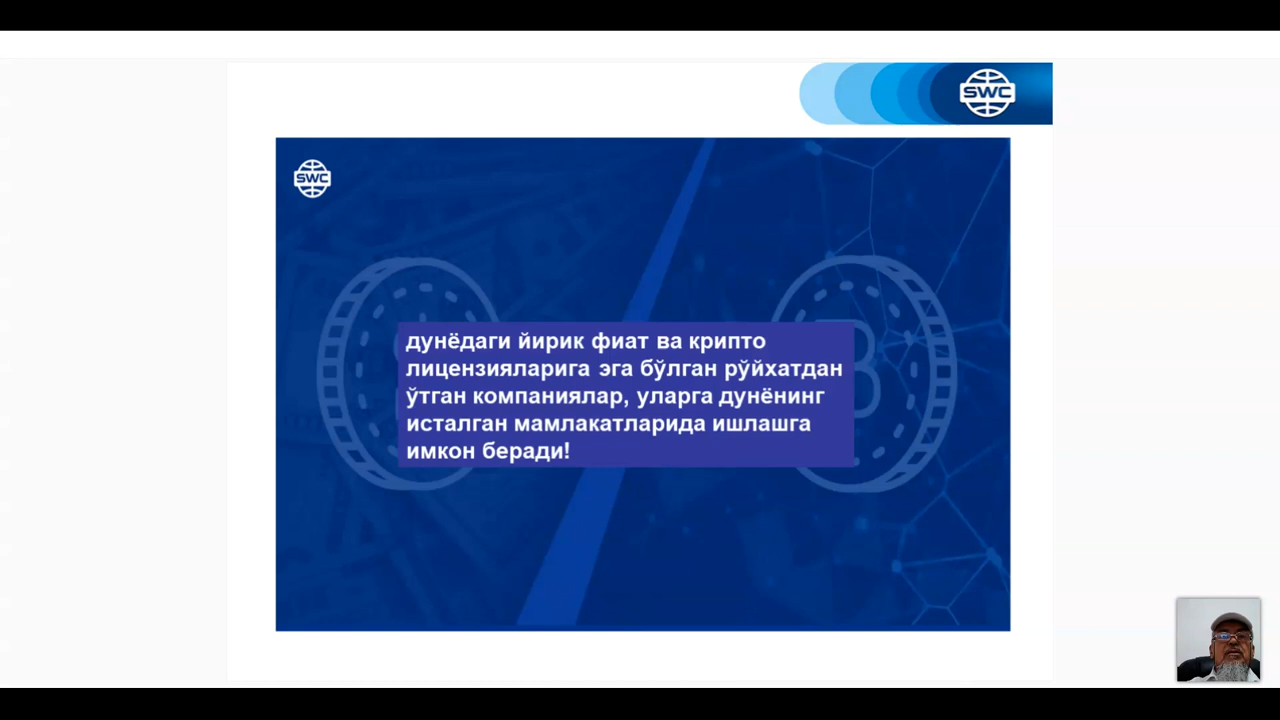 SWC
SWC
дунёдаги йирик фиат ва крипто
лицензияларига эга бўлган рўйхатдан
ўтган компаниялар, уларга дунёнинг
исталган мамлакатларида ишлашга
имкон беради!